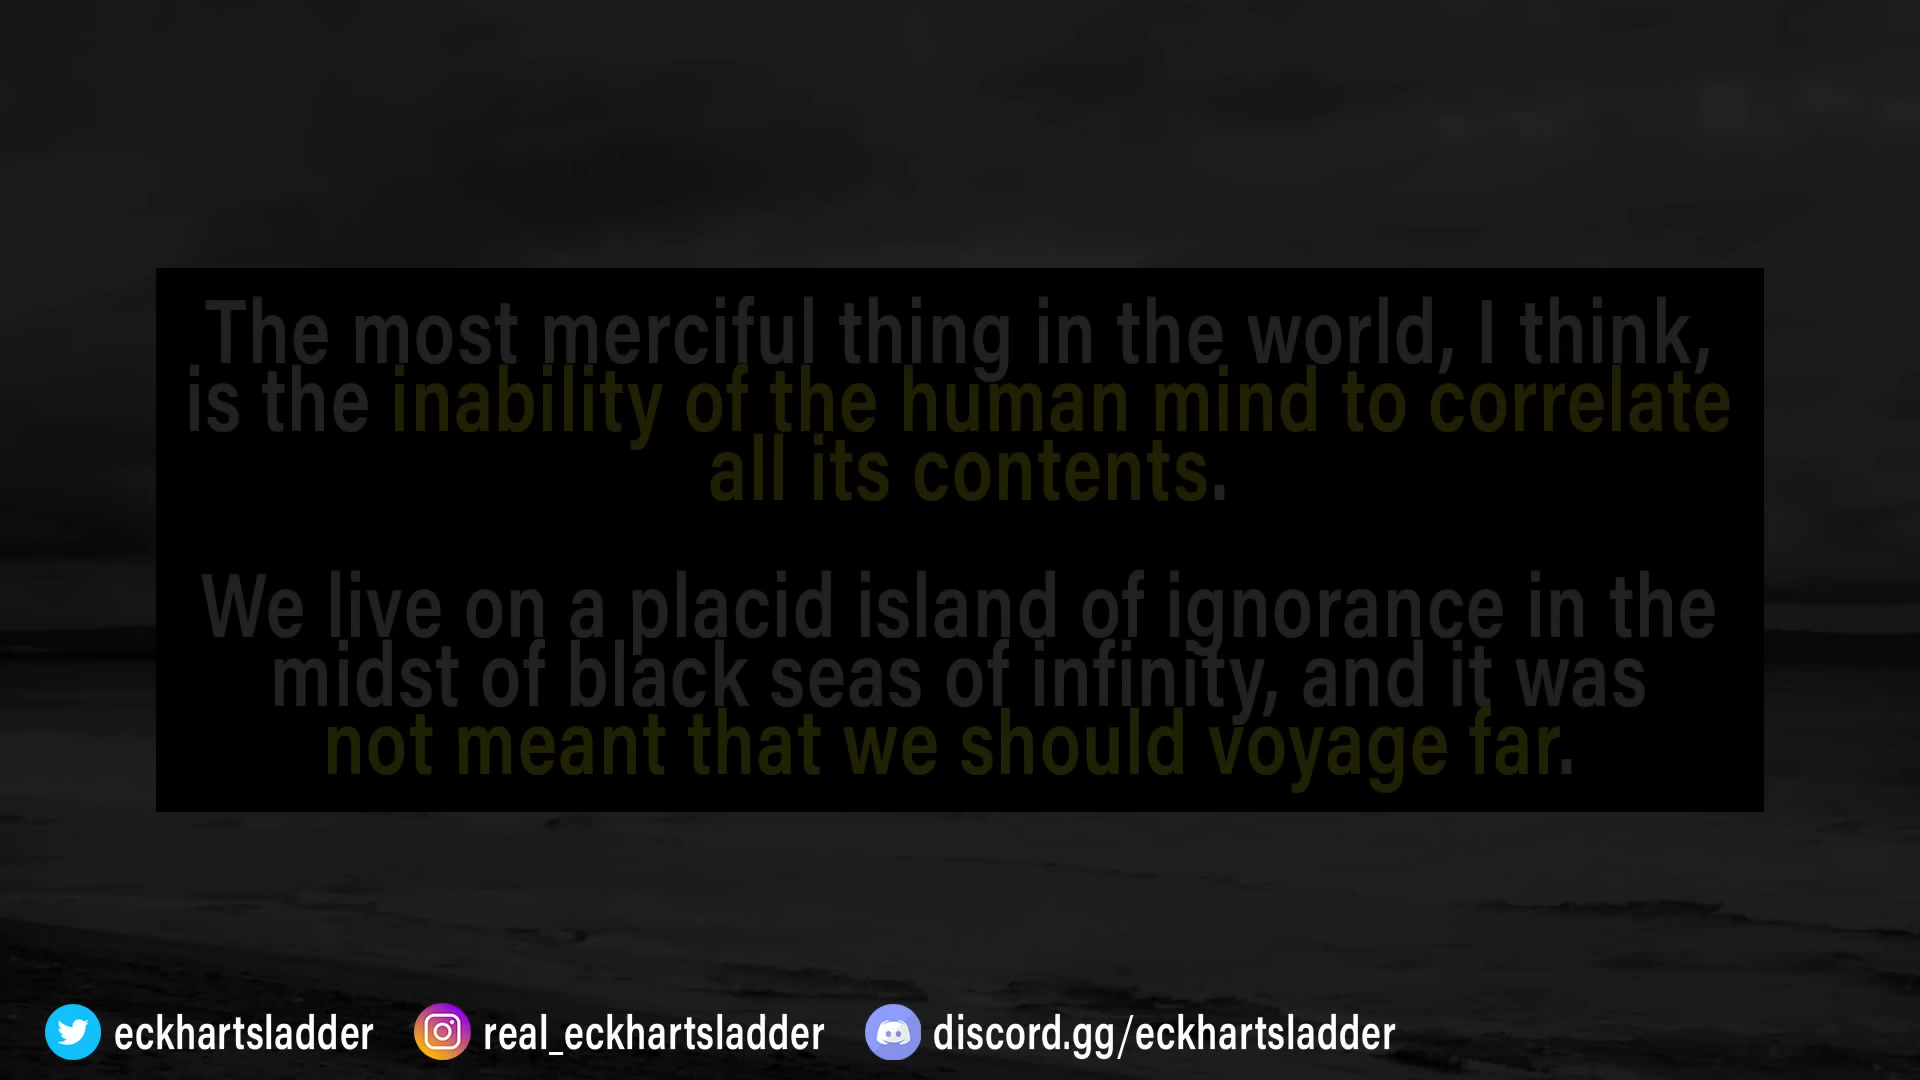 The most merciful thing in the world, I think,
is the inability of the human mind to correlate
all its contents.
We live on a placid island of ignorance in the
midst of black seas of infinity, and it was
not meant that we should voyage far.
eckhartsladder real_eckhartsladder discord.gg/eckhartsladder